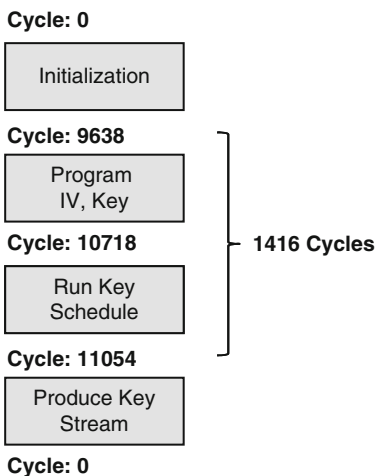 Cycle: 0
Initialization
Cycle: 9638
Program
IV, Key
Cycle: 10718
1416 Cycles
Run Key
Schedule
Cycle: 11054
Produce Key
Stream
Cycle: 0